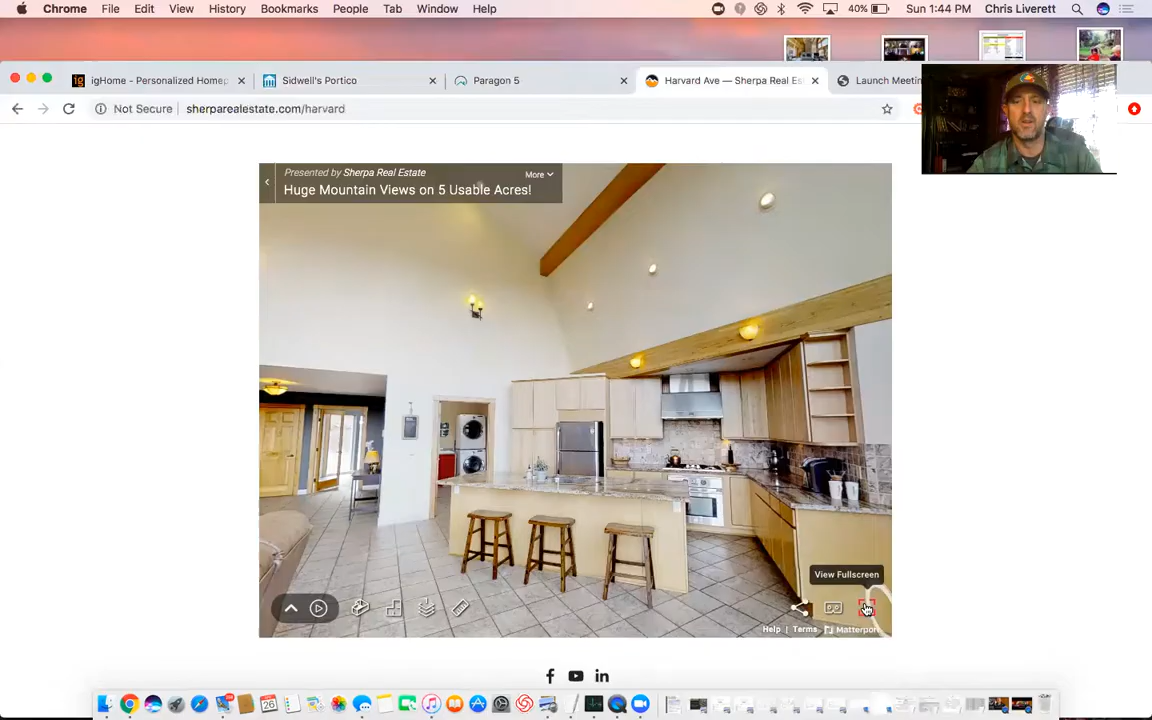 Chrome File Edit View History Bookmarks People Tab Window Help
40% Sun 1:44 PM Chris Liverett
igHome - Personalized Homep
Sidwell's Portico
Paragon 5
Harvard Ave — Sherpa Real Es
Launch Meetin
Not Secure sherparealestate.com/harvard
Presented by Sherpa Real Estate
More
Huge Mountain Views on 5 Usable Acres!
View Fullscreen
Help | Terms Matterport
26